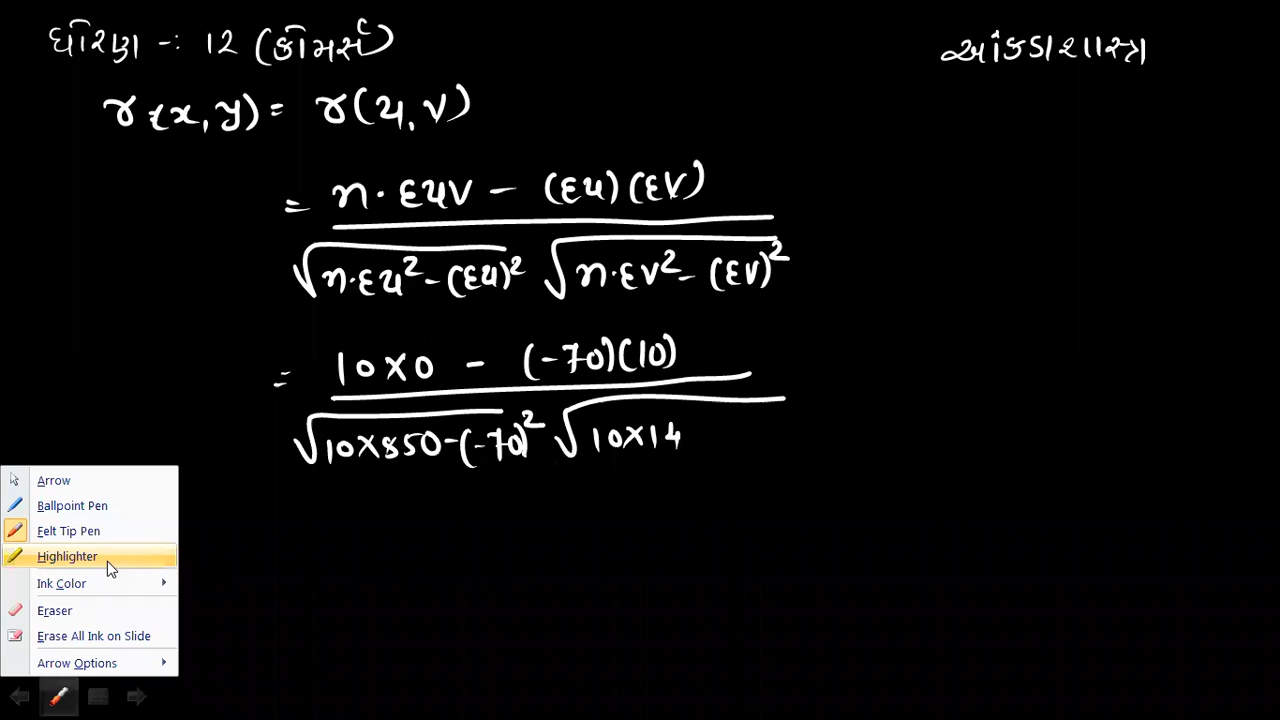 ધોરણ -: 12 (કોમર્સ)
આંકડાશાસ્ત્ર
r(x,y) = r(u,v)
= n·Σuv - (Σu)(Σv)
√n·Σu²-(Σu)² √n·Σv²-(Σv)²
= 10×0 - (-70)(10)
√10×850-(-70)² √10×14
Arrow
Ballpoint Pen
Felt Tip Pen
Highlighter
Ink Color
Eraser
Erase All Ink on Slide
Arrow Options